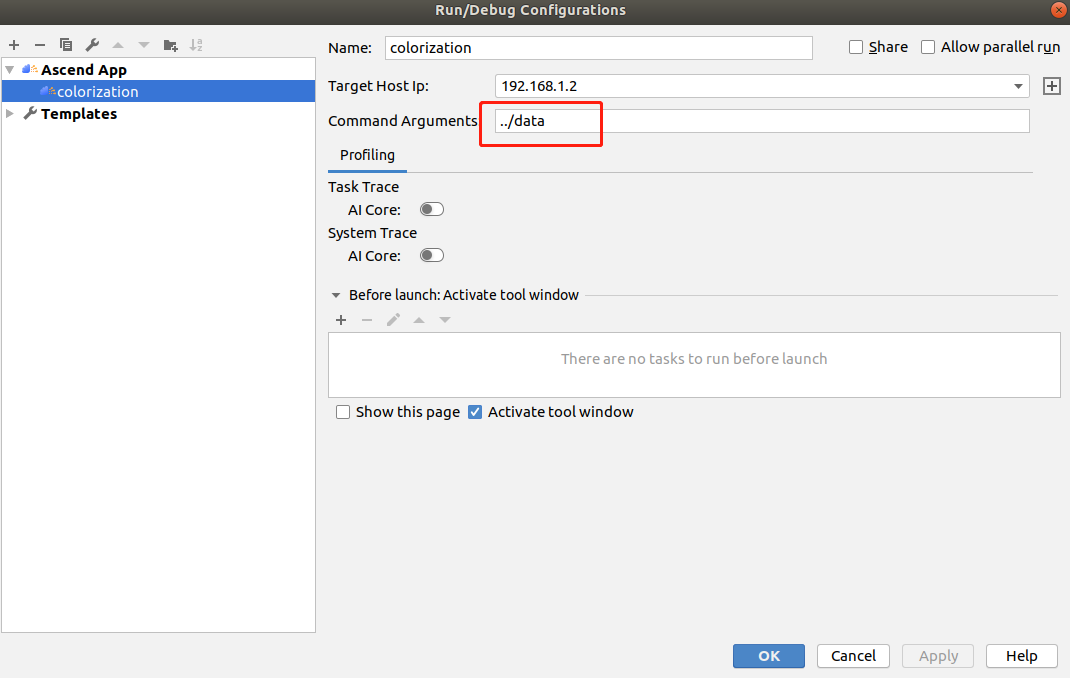 Run/Debug Configurations
Ascend App
colorization
Templates
Name: colorization
Share Allow parallel run
Target Host Ip: 192.168.1.2
Command Arguments ../data
Profiling
Task Trace
AI Core:
System Trace
AI Core:
Before launch: Activate tool window
There are no tasks to run before launch
Show this page Activate tool window
OK Cancel Apply Help